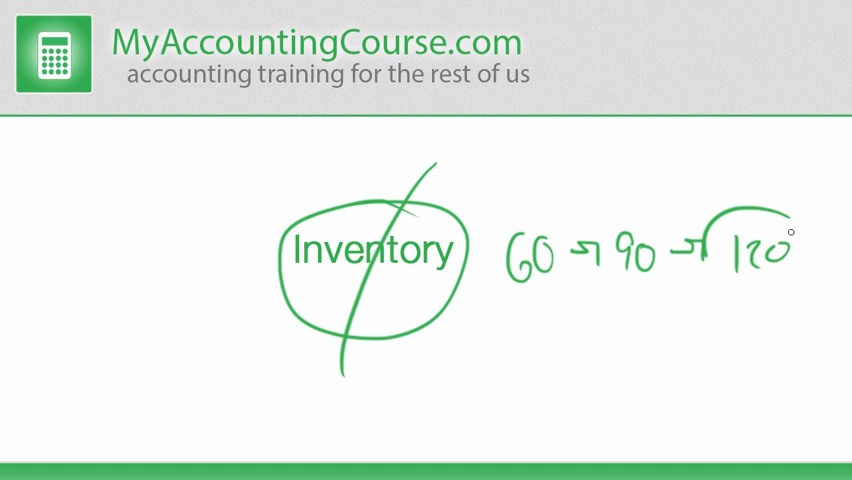 MyAccountingCourse.com
accounting training for the rest of us
Inventory 60 → 90 → 120